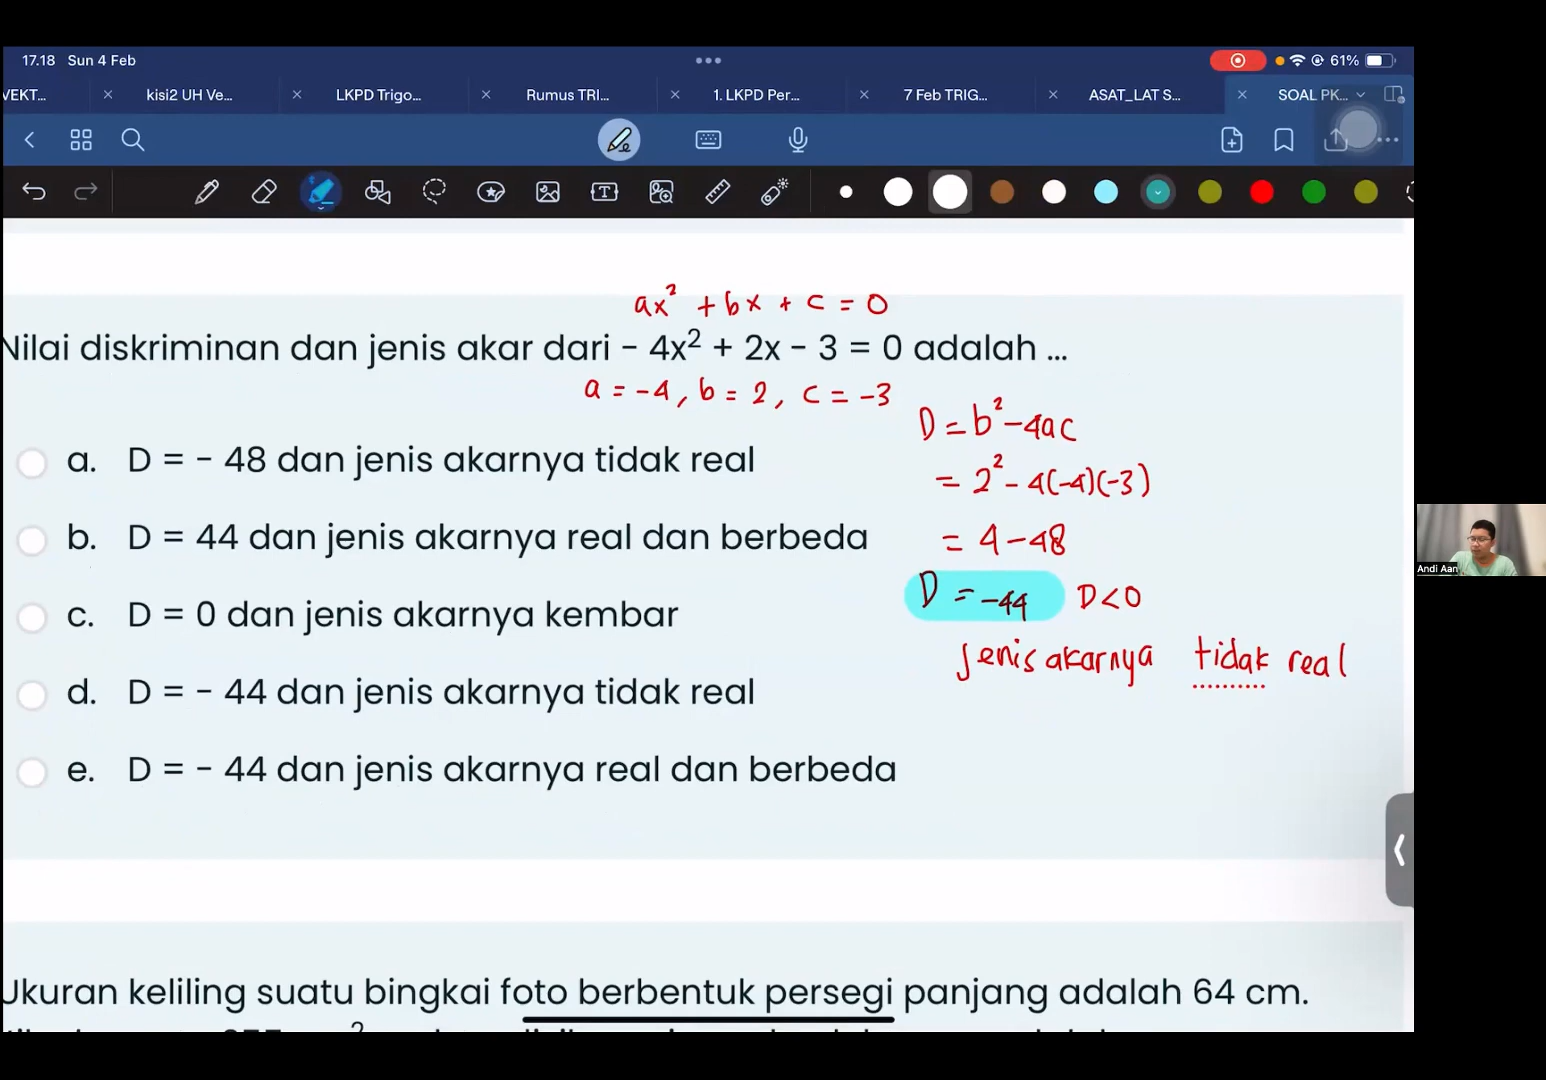 17.18 Sun 4 Feb
61%
VEKT...
kisi2 UH Ve...
LKPD Trigo...
Rumus TRI...
1. LKPD Per...
7 Feb TRIG...
ASAT_LAT S...
SOAL PK...
ax² + bx + c = 0
Nilai diskriminan dan jenis akar dari - 4x² + 2x - 3 = 0 adalah ...
a = -4, b = 2, c = -3
D = b² - 4ac
= 2² - 4(-4)(-3)
= 4 - 48
D = -44 D < 0
jenis akarnya tidak real
a. D = - 48 dan jenis akarnya tidak real
b. D = 44 dan jenis akarnya real dan berbeda
c. D = 0 dan jenis akarnya kembar
d. D = - 44 dan jenis akarnya tidak real
e. D = - 44 dan jenis akarnya real dan berbeda
Andi Aan
Ukuran keliling suatu bingkai foto berbentuk persegi panjang adalah 64 cm.